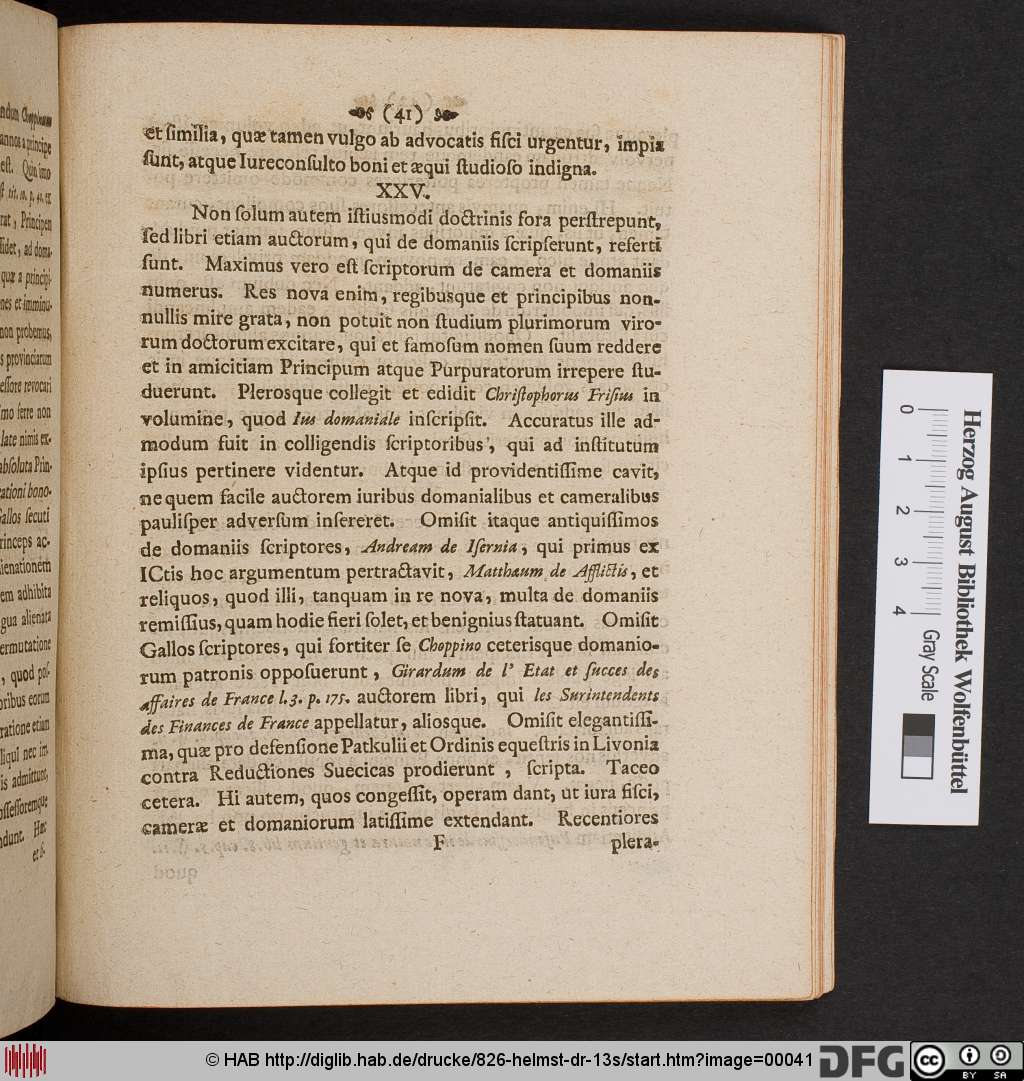 (41)
et ſimilia, quæ tamen vulgo ab advocatis fiſci urgentur, impia
ſunt, atque Iureconſulto boni et æqui ſtudioſo indigna.
XXV.
Non ſolum autem iſtiusmodi doctrinis fora perſtrepunt,
ſed libri etiam auctorum, qui de domaniis ſcripſerunt, referti
ſunt. Maximus vero eſt ſcriptorum de camera et domaniis
numerus. Res nova enim, regibusque et principibus non-
nullis mire grata, non potuit non ſtudium plurimorum viro-
rum doctorum excitare, qui et famoſum nomen ſuum reddere
et in amicitiam Principum atque Purpuratorum irrepere ſtu-
duerunt. Plerosque collegit et edidit Chriſtophorus Friſius in
volumine, quod Ius domaniale inſcripſit. Accuratus ille ad-
modum fuit in colligendis ſcriptoribus, qui ad inſtitutum
ipſius pertinere videntur. Atque id providentiſſime cavit,
ne quem facile auctorem iuribus domanialibus et cameralibus
pauliſper adverſum inſereret. Omiſit itaque antiquiſſimos
de domaniis ſcriptores, Andream de Iſernia, qui primus ex
ICtis hoc argumentum pertractavit, Matthæum de Afflictis, et
reliquos, quod illi, tanquam in re nova, multa de domaniis
remiſſius, quam hodie fieri ſolet, et benignius ſtatuant. Omiſit
Gallos ſcriptores, qui fortiter ſe Choppino ceterisque domanio-
rum patronis oppoſuerunt, Girardum de l' Etat et ſucces des
affaires de France l. 3. p. 175. auctorem libri, qui les Surintendents
des Finances de France appellatur, aliosque. Omiſit elegantiſſi-
ma, quæ pro defenſione Patkulii et Ordinis equeſtris in Livonia
contra Reductiones Suecicas prodierunt, ſcripta. Taceo
cetera. Hi autem, quos congeſſit, operam dant, ut iura fiſci,
cameræ et domaniorum latiſſime extendant. Recentiores
F plera-
Herzog August Bibliothek Wolfenbüttel
0 1 2 3 4 Gray Scale
© HAB http://diglib.hab.de/drucke/826-helmst-dr-13s/start.htm?image=00041
DFG
cc BY SA